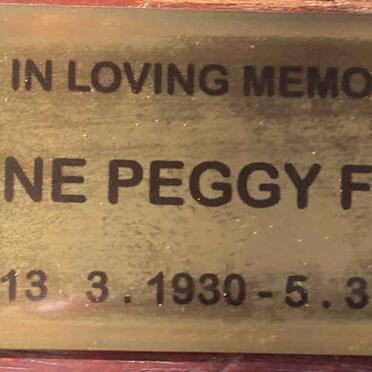 IN LOVING MEMO
NE PEGGY F
13 . 3 . 1930 - 5 . 3